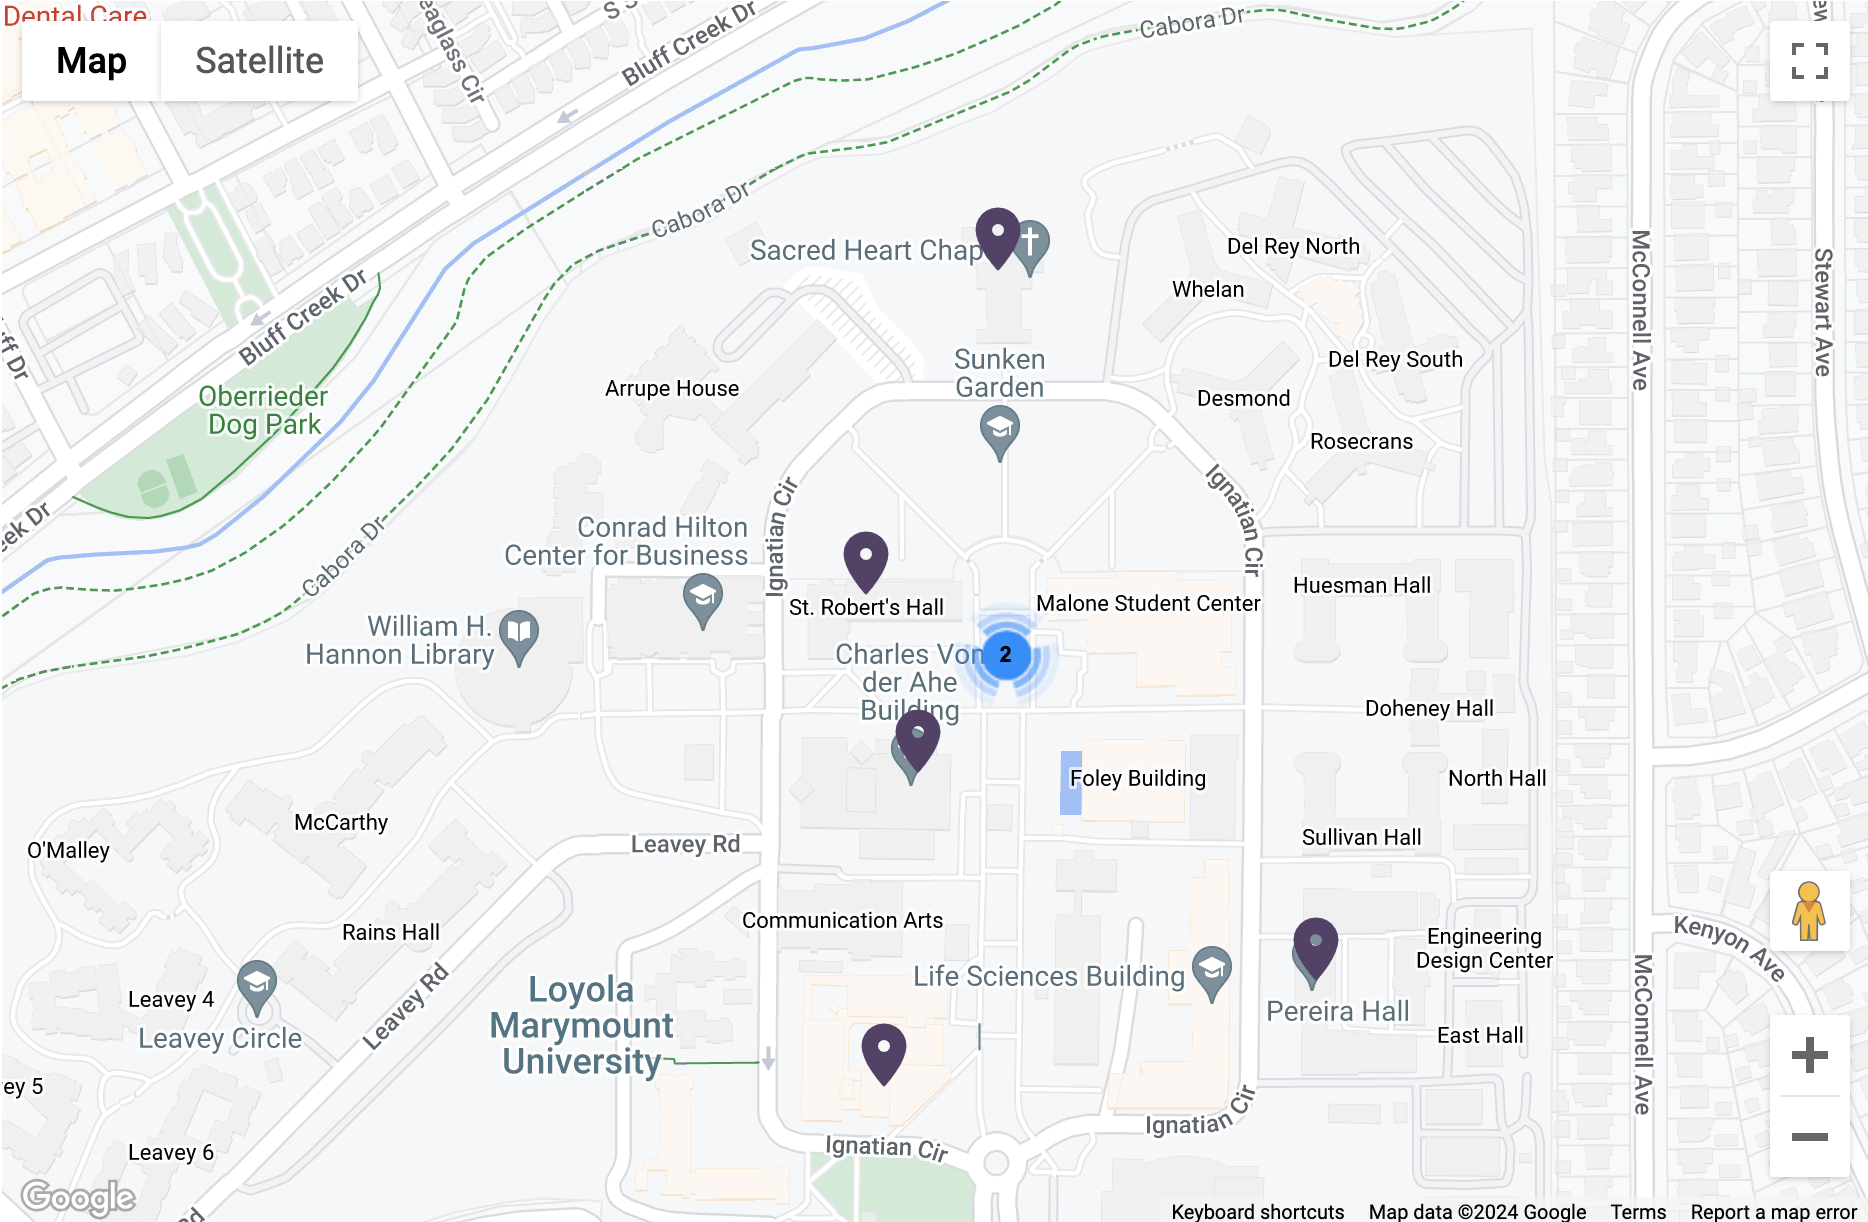 Dental Care
Map
Satellite
Bluff Creek Dr
Cabora Dr
Cabora Dr
Sacred Heart Chap
Del Rey North
Whelan
McConnell Ave
Stewart Ave
Bluff Creek Dr
Oberrieder
Dog Park
Arrupe House
Sunken
Garden
Del Rey South
Desmond
Rosecrans
Ignatian Cir
Ignatian Cir
Conrad Hilton
Center for Business
Cabora Dr
St. Robert's Hall
Malone Student Center
Huesman Hall
William H.
Hannon Library
Charles Von
der Ahe
Building
2
Doheney Hall
Foley Building
North Hall
McCarthy
O'Malley
Leavey Rd
Sullivan Hall
Communication Arts
Rains Hall
Engineering
Design Center
Kenyon Ave
Life Sciences Building
Leavey 4
Leavey Circle
Leavey Rd
Loyola
Marymount
University
Pereira Hall
East Hall
McConnell Ave
ey 5
Leavey 6
Ignatian Cir
Ignatian Cir
Google
Keyboard shortcuts
Map data ©2024 Google
Terms
Report a map error